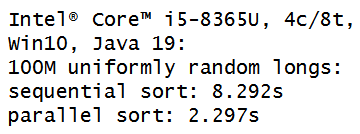 Intel® Core™ i5-8365U, 4c/8t,
Win10, Java 19:
100M uniformly random longs:
sequential sort: 8.292s
parallel sort: 2.297s